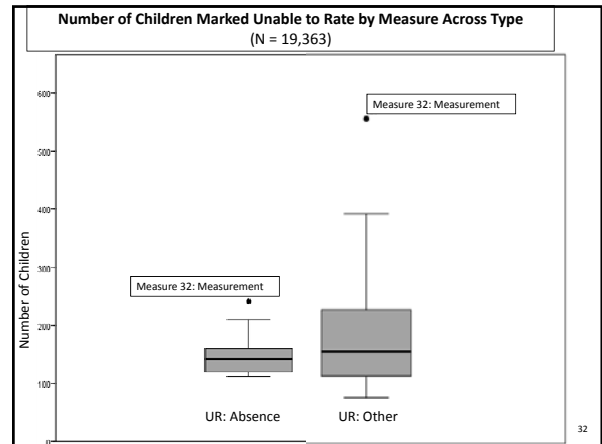 Number of Children Marked Unable to Rate by Measure Across Type
(N = 19,363)
600
Measure 32: Measurement
500
400
300
Measure 32: Measurement
200
100
0
Number of Children
UR: Absence
UR: Other
32